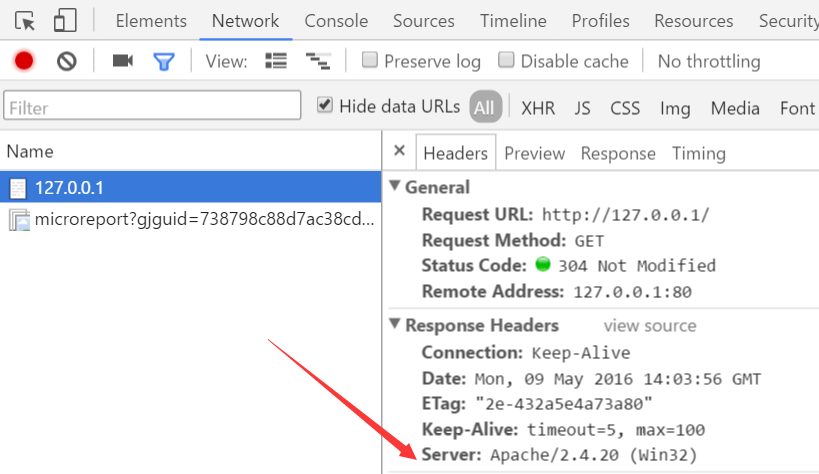 Elements Network Console Sources Timeline Profiles Resources Security
View: Preserve log Disable cache No throttling
Filter Hide data URLs All XHR JS CSS Img Media Font
Name
127.0.0.1
microreport?gjguid=738798c88d7ac38cd...
× Headers Preview Response Timing
General
Request URL: http://127.0.0.1/
Request Method: GET
Status Code: 304 Not Modified
Remote Address: 127.0.0.1:80
Response Headers view source
Connection: Keep-Alive
Date: Mon, 09 May 2016 14:03:56 GMT
ETag: "2e-432a5e4a73a80"
Keep-Alive: timeout=5, max=100
Server: Apache/2.4.20 (Win32)